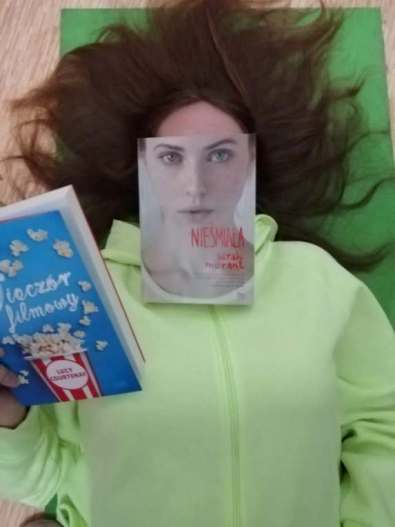 NIEŚMIAŁA
sarah
morant
Wieczór
filmowy
LUCY
COURTENAY